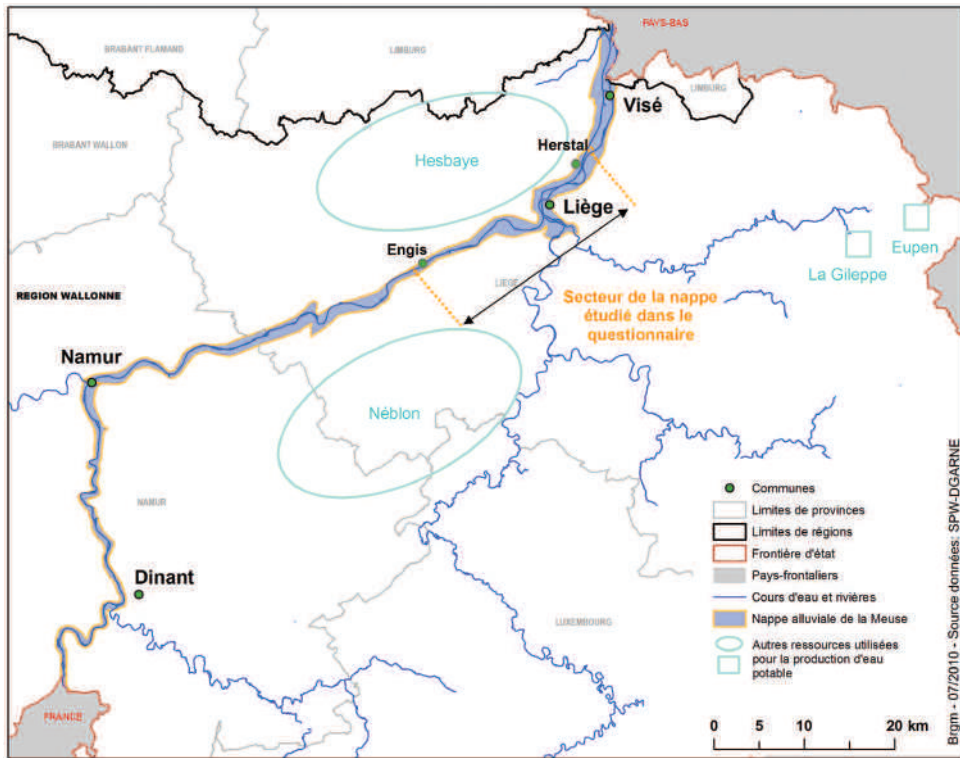 PAYS-BAS
BRABANT FLAMAND
LIMBURG
LIMBURG
Visé
BRABANT WALLON
Herstal
Hesbaye
Liège
Eupen
Engis
La Gileppe
LIEGE
REGION WALLONNE
Secteur de la nappe
étudié dans le
questionnaire
Namur
Néblon
NAMUR
Dinant
LUXEMBOURG
FRANCE
Communes
Limites de provinces
Limites de régions
Frontière d'état
Pays-frontaliers
Cours d'eau et rivières
Nappe alluviale de la Meuse
Autres ressources utilisées
pour la production d'eau
potable
0 5 10 20 km
Brgm - 07/2010 - Source données: SPW-DGARNE